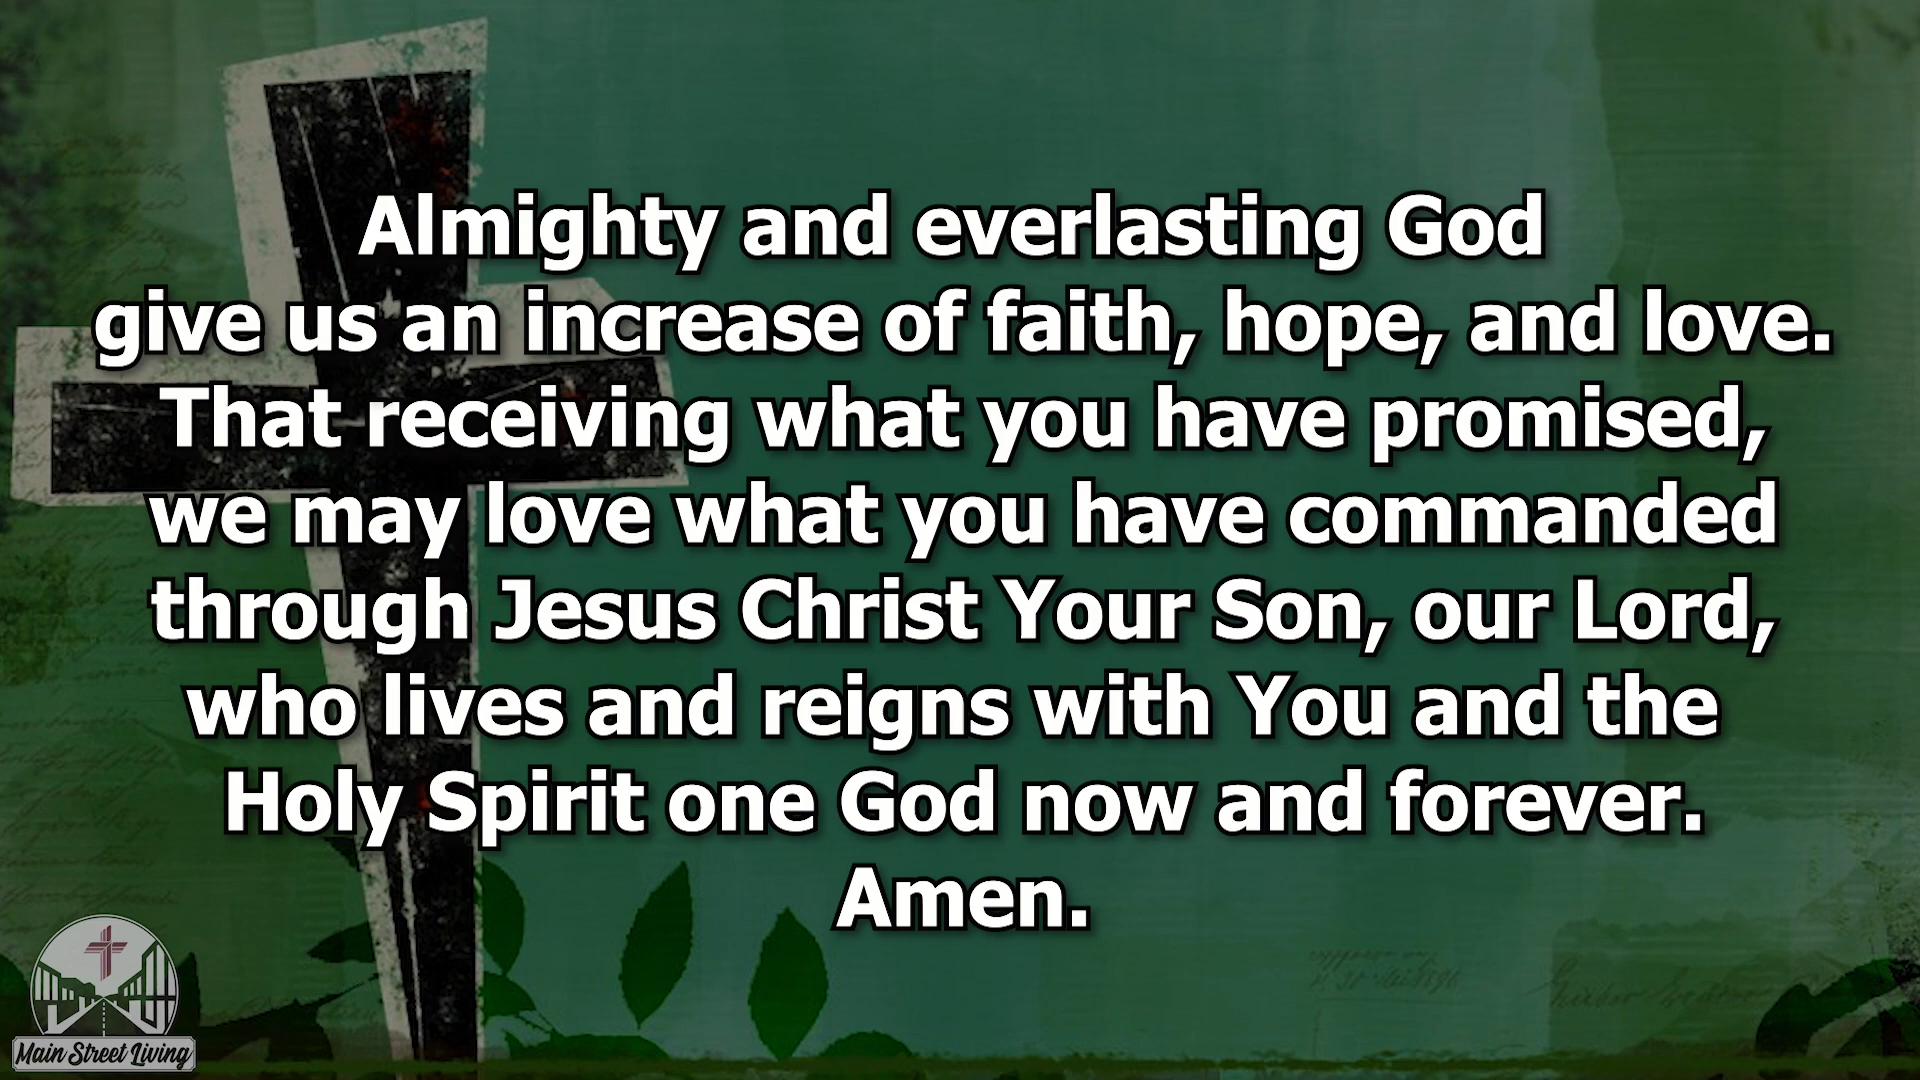 Almighty and everlasting God
give us an increase of faith, hope, and love.
That receiving what you have promised,
we may love what you have commanded
through Jesus Christ Your Son, our Lord,
who lives and reigns with You and the
Holy Spirit one God now and forever.
Amen.
Main Street Living